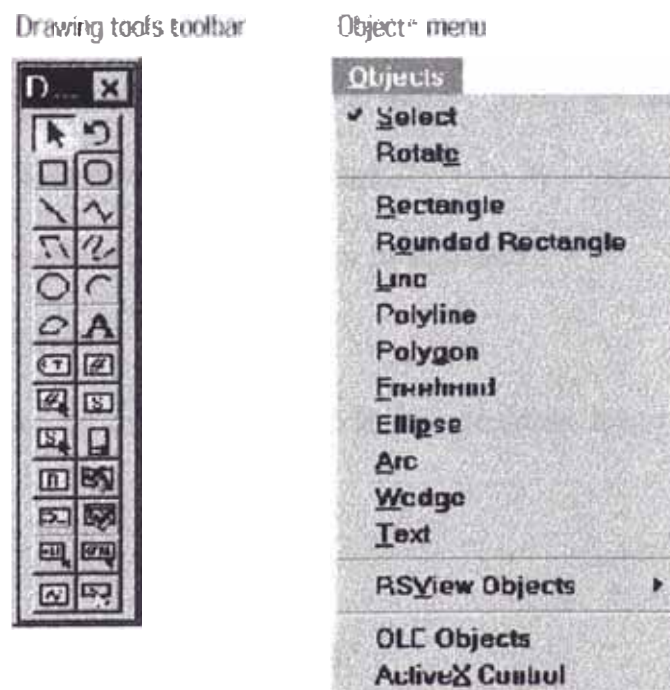 Drawing tools toolbar
Objects menu
D...
Objects
Select
Rotate
Rectangle
Rounded Rectangle
Line
Polyline
Polygon
Freehand
Ellipse
Arc
Wedge
Text
RSView Objects
OLE Objects
ActiveX Control